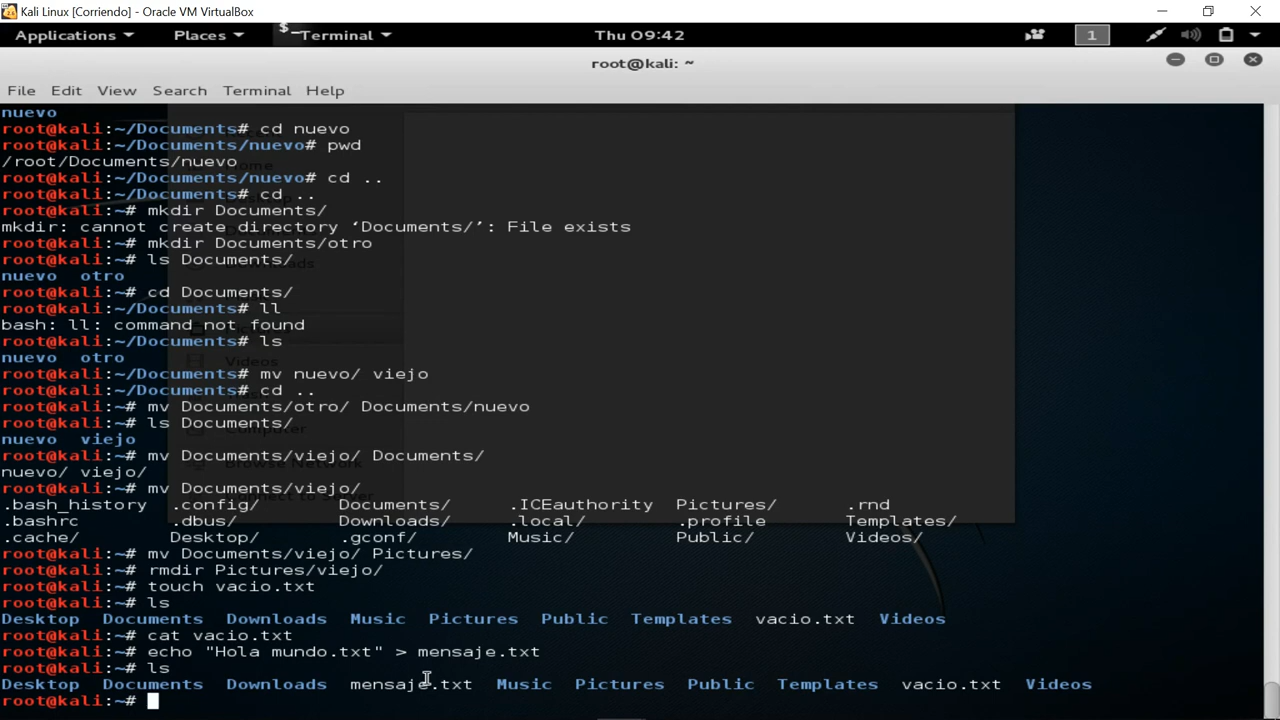 Kali Linux [Corriendo] - Oracle VM VirtualBox
Applications Places Terminal Thu 09:42 1
root@kali: ~
File Edit View Search Terminal Help
nuevo
root@kali:~/Documents# cd nuevo
root@kali:~/Documents/nuevo# pwd
/root/Documents/nuevo
root@kali:~/Documents/nuevo# cd ..
root@kali:~/Documents# cd ..
root@kali:~# mkdir Documents/
mkdir: cannot create directory ‘Documents/’: File exists
root@kali:~# mkdir Documents/otro
root@kali:~# ls Documents/
nuevo otro
root@kali:~# cd Documents/
root@kali:~/Documents# ll
bash: ll: command not found
root@kali:~/Documents# ls
nuevo otro
root@kali:~/Documents# mv nuevo/ viejo
root@kali:~/Documents# cd ..
root@kali:~# mv Documents/otro/ Documents/nuevo
root@kali:~# ls Documents/
nuevo viejo
root@kali:~# mv Documents/viejo/ Documents/
nuevo/ viejo/
root@kali:~# mv Documents/viejo/
.bash_history .config/ Documents/ .ICEauthority Pictures/ .rnd
.bashrc .dbus/ Downloads/ .local/ .profile Templates/
.cache/ Desktop/ .gconf/ Music/ Public/ Videos/
root@kali:~# mv Documents/viejo/ Pictures/
root@kali:~# rmdir Pictures/viejo/
root@kali:~# touch vacio.txt
root@kali:~# ls
Desktop Documents Downloads Music Pictures Public Templates vacio.txt Videos
root@kali:~# cat vacio.txt
root@kali:~# echo "Hola mundo.txt" > mensaje.txt
root@kali:~# ls
Desktop Documents Downloads mensaje.txt Music Pictures Public Templates vacio.txt Videos
root@kali:~#